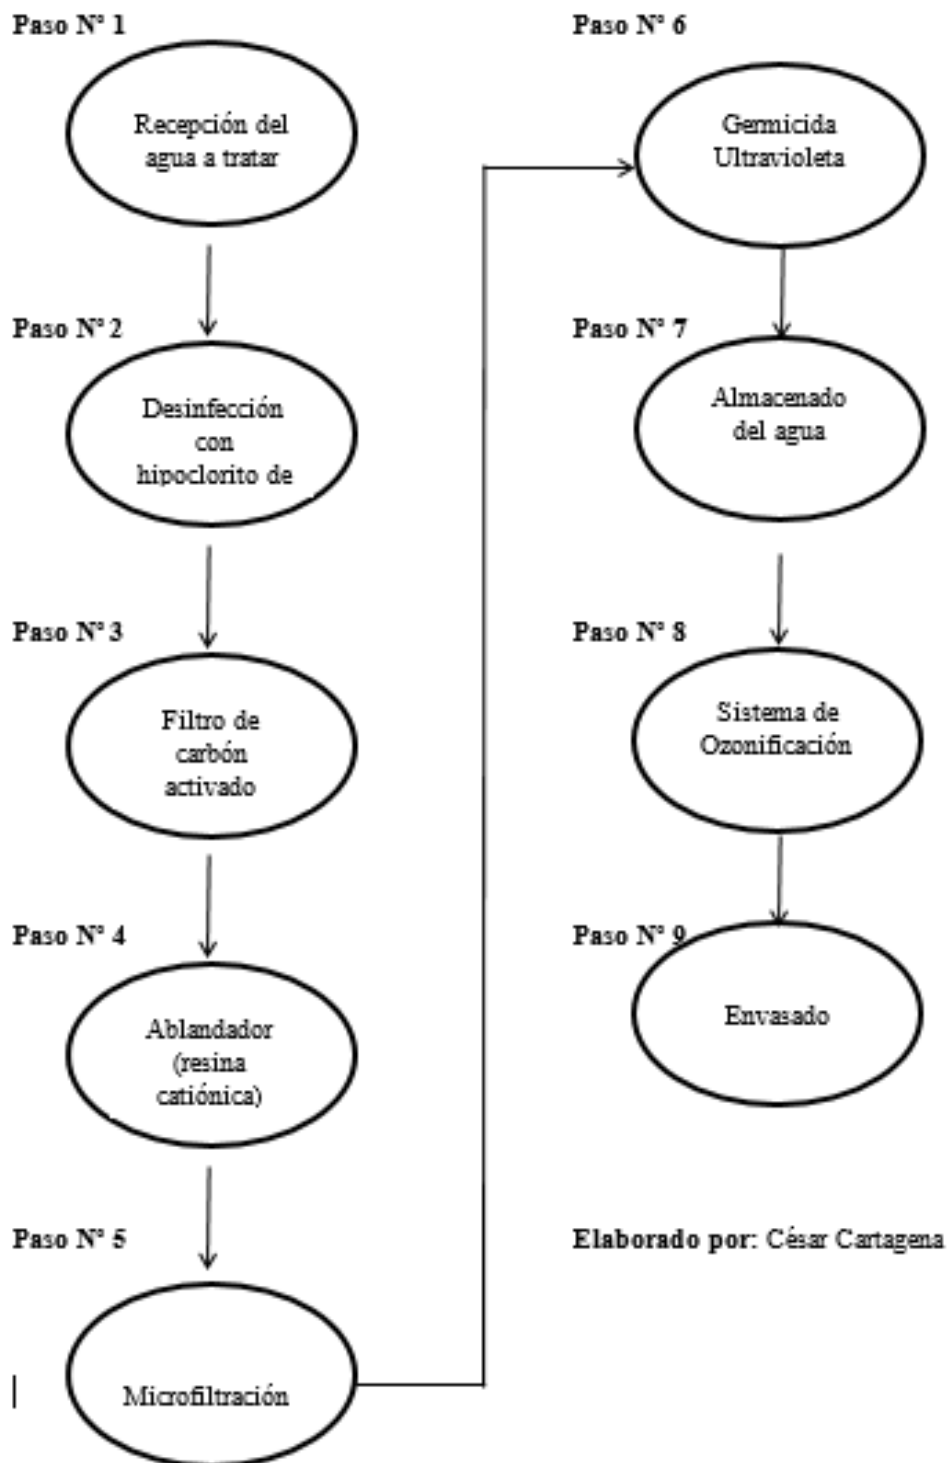 Paso N° 1
Recepción del
agua a tratar
Paso N° 2
Desinfección
con
hipoclorito de
Paso N° 3
Filtro de
carbón
activado
Paso N° 4
Ablandador
(resina
catiónica)
Paso N° 5
Microfiltración
Paso N° 6
Germicida
Ultravioleta
Paso N° 7
Almacenado
del agua
Paso N° 8
Sistema de
Ozonificación
Paso N° 9
Envasado
Elaborado por: César Cartagena